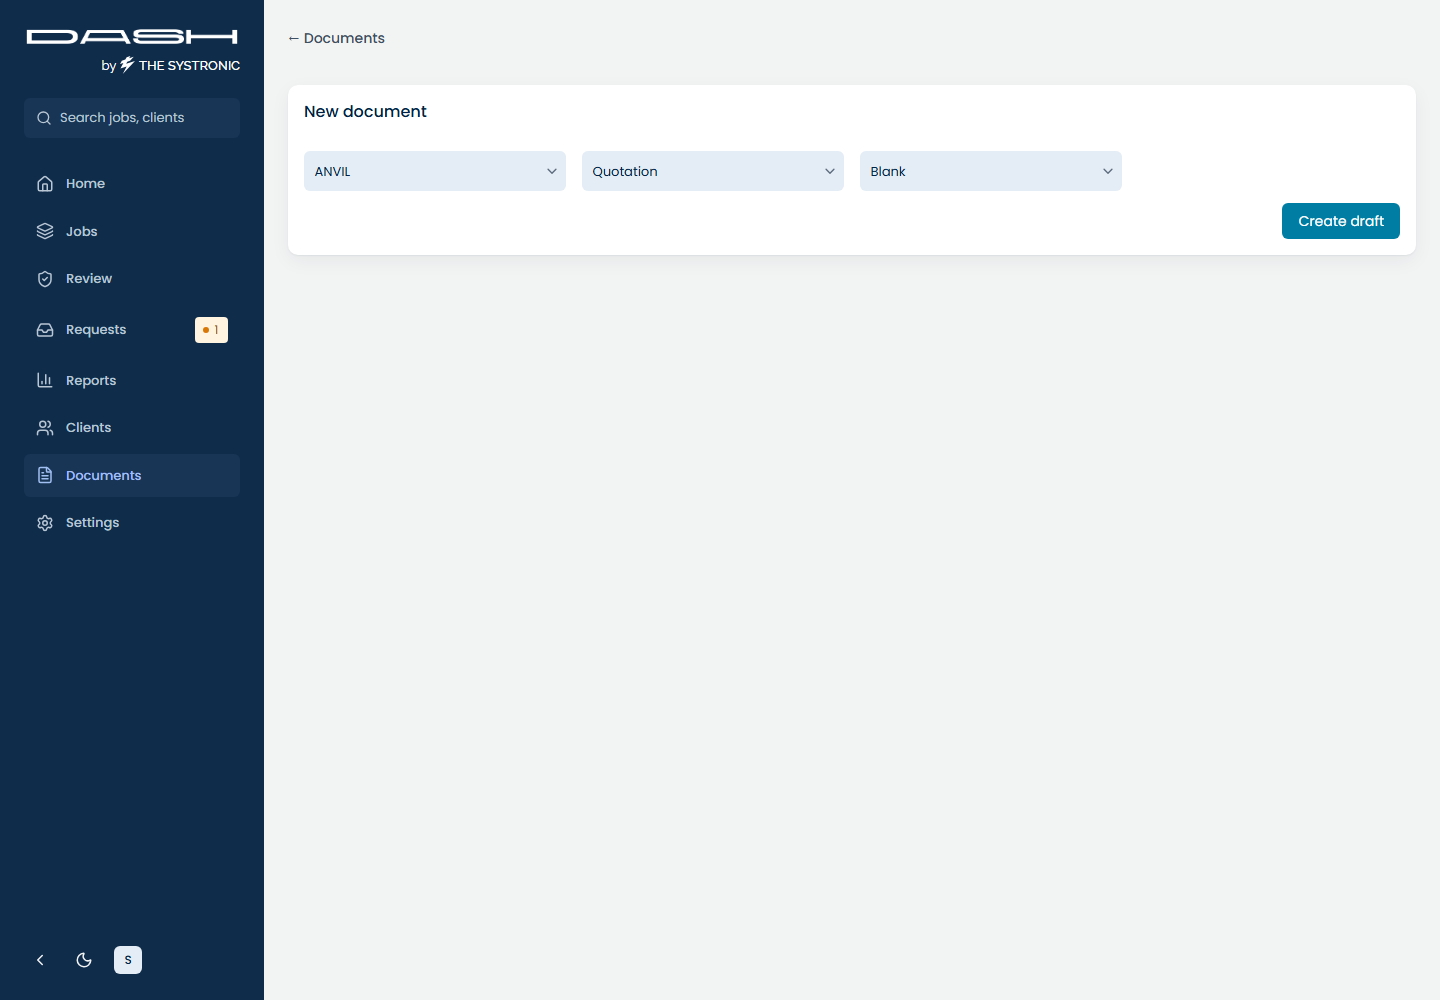 DASH
by THE SYSTRONIC
Search jobs, clients
Home
Jobs
Review
Requests 1
Reports
Clients
Documents
Settings
S
← Documents
New document
ANVIL Quotation Blank
Create draft